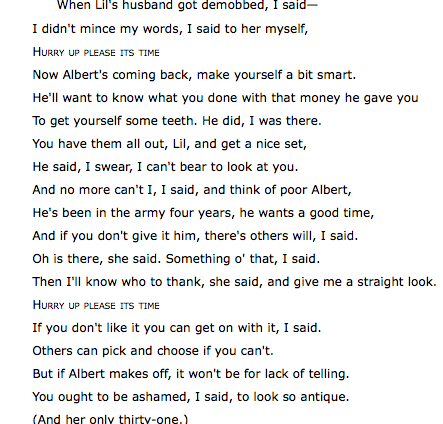 When Lil's husband got demobbed, I said—
I didn't mince my words, I said to her myself,
HURRY UP PLEASE ITS TIME
Now Albert's coming back, make yourself a bit smart.
He'll want to know what you done with that money he gave you
To get yourself some teeth. He did, I was there.
You have them all out, Lil, and get a nice set,
He said, I swear, I can't bear to look at you.
And no more can't I, I said, and think of poor Albert,
He's been in the army four years, he wants a good time,
And if you don't give it him, there's others will, I said.
Oh is there, she said. Something o' that, I said.
Then I'll know who to thank, she said, and give me a straight look.
HURRY UP PLEASE ITS TIME
If you don't like it you can get on with it, I said.
Others can pick and choose if you can't.
But if Albert makes off, it won't be for lack of telling.
You ought to be ashamed, I said, to look so antique.
(And her only thirty-one.)